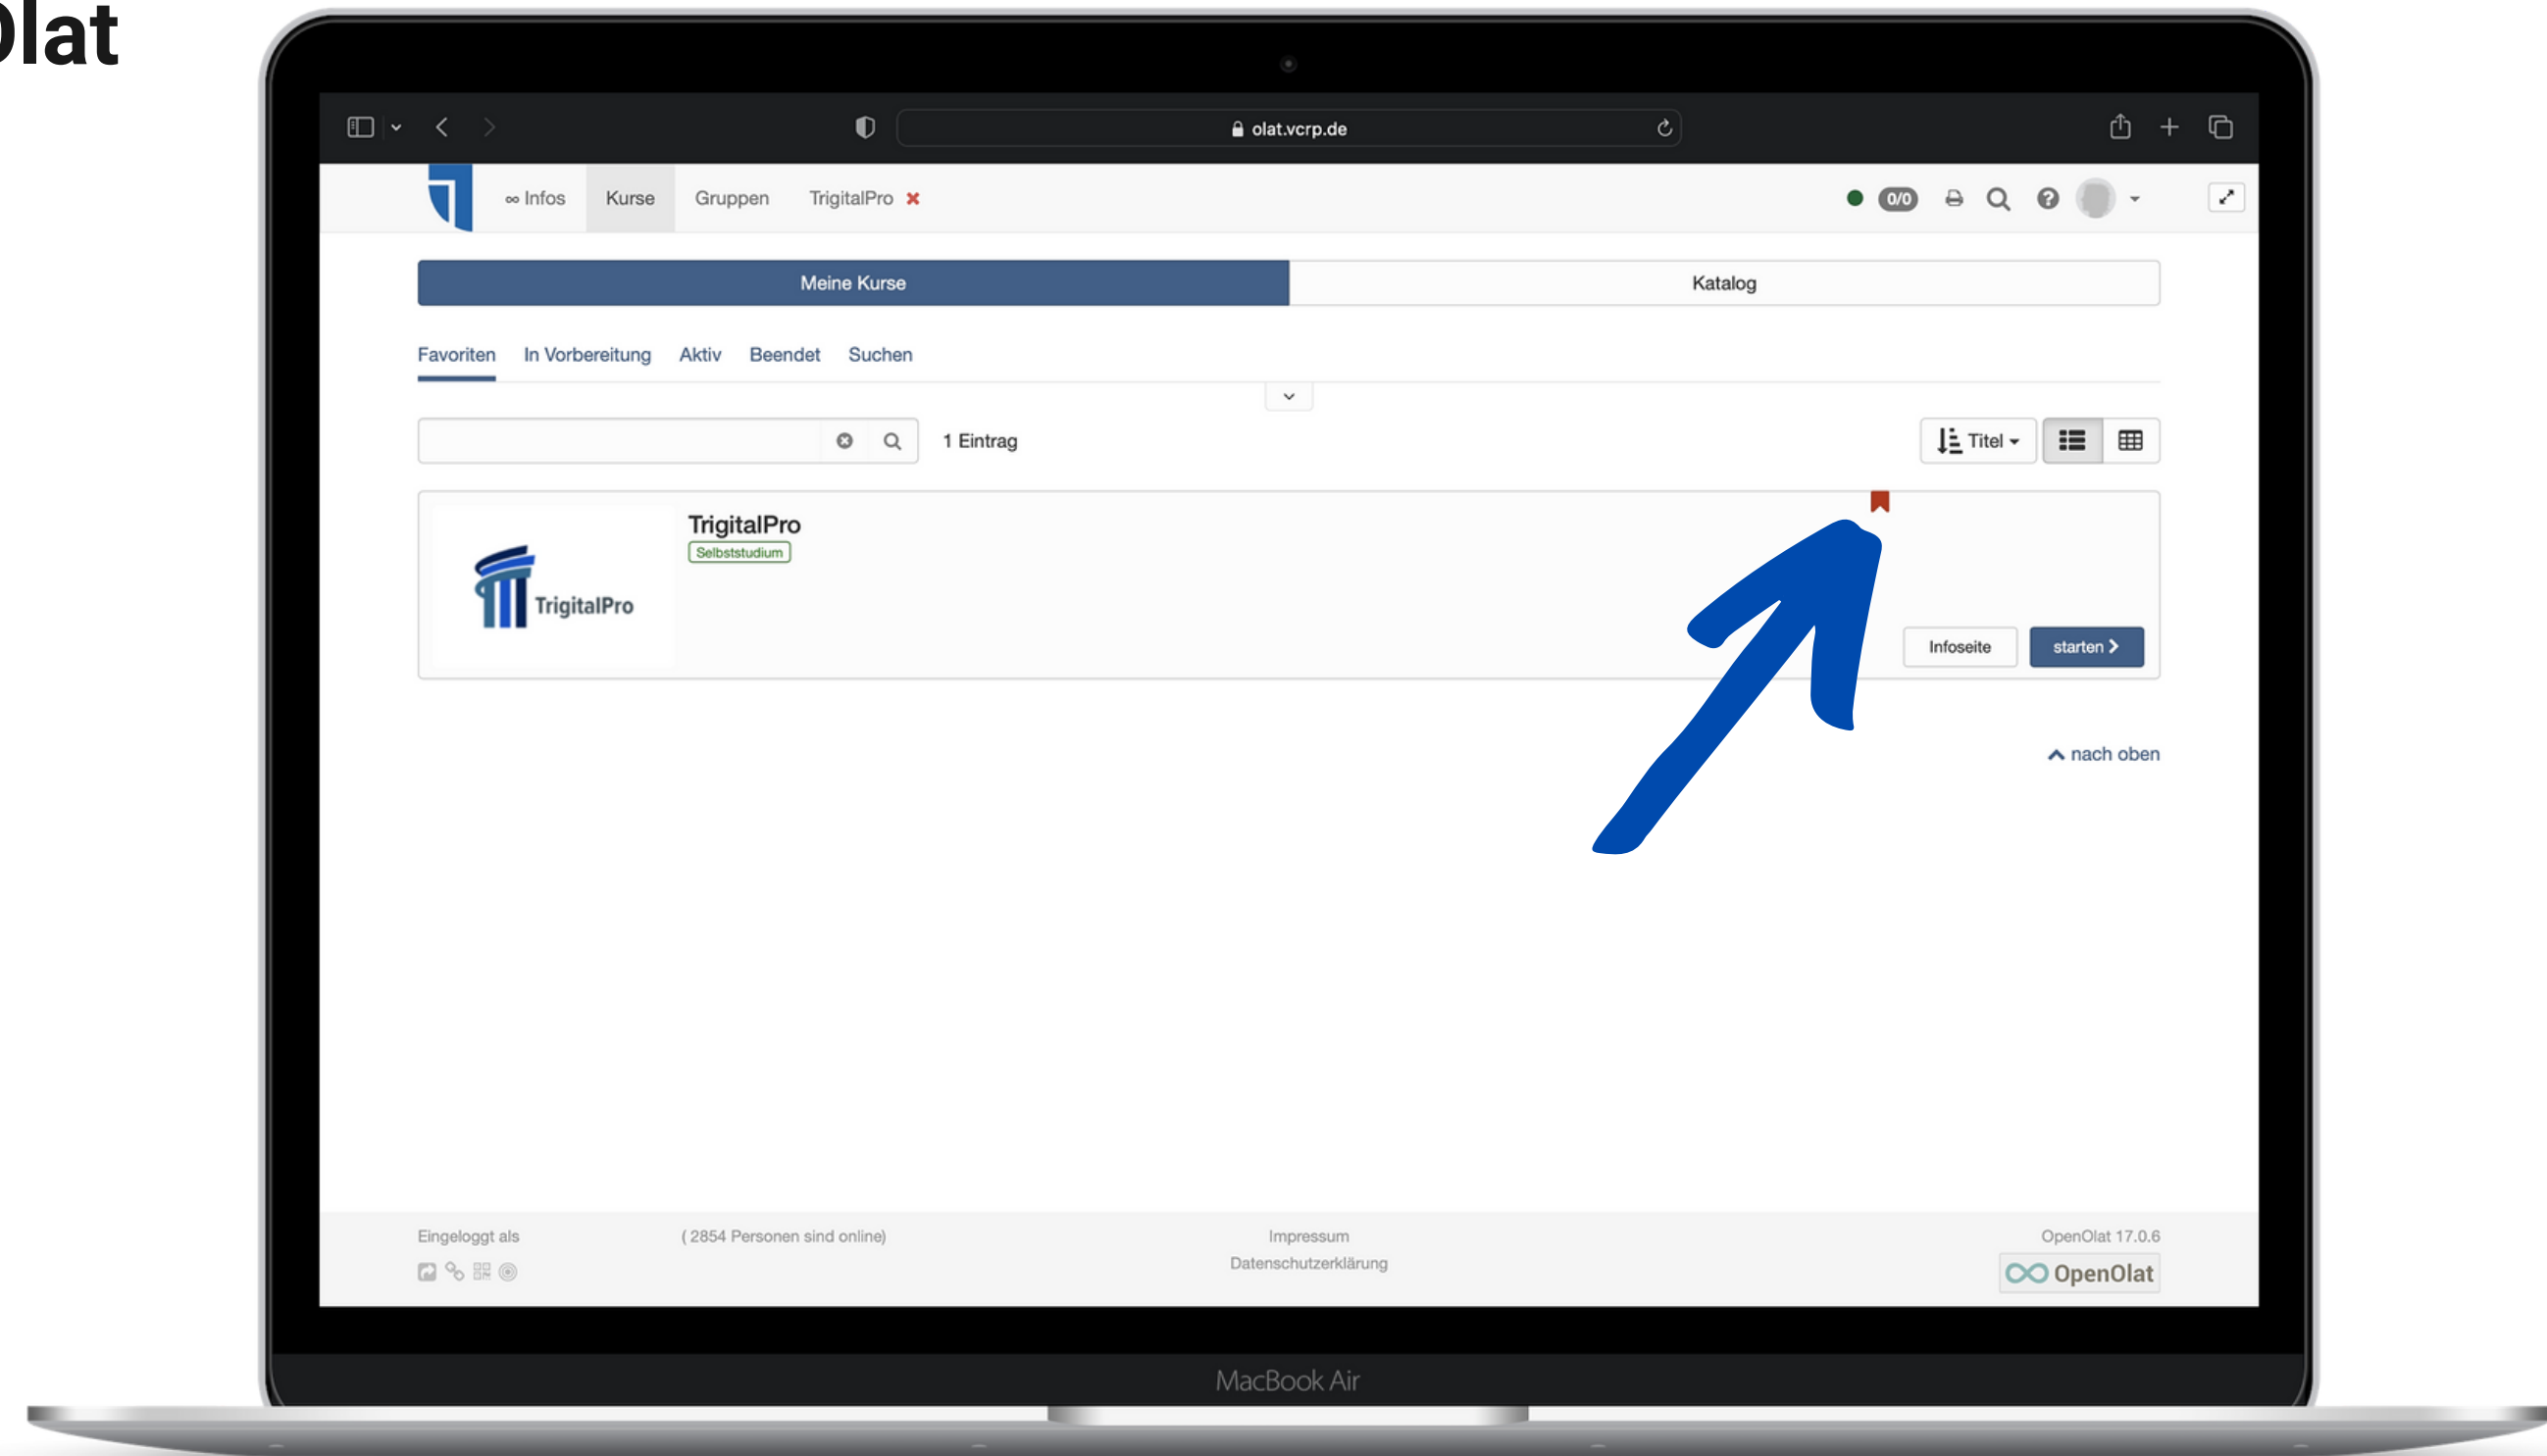 Olat
olat.vcrp.de
∞ Infos Kurse Gruppen TrigitalPro 0/0
Meine Kurse Katalog
Favoriten In Vorbereitung Aktiv Beendet Suchen
1 Eintrag Titel
TrigitalPro
Selbststudium
TrigitalPro
Infoseite starten
nach oben
Eingeloggt als ( 2854 Personen sind online) Impressum OpenOlat 17.0.6
Datenschutzerklärung
OpenOlat
MacBook Air